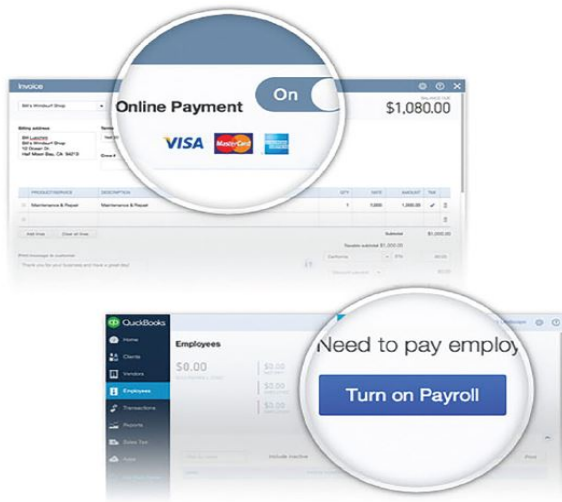 Invoice
BALANCE DUE
$1,080.00
Bill's Windsurf Shop
Online Payment
On
VISA
MasterCard
Billing address
Bill Lucchini
Bill's Windsurf Shop
12 Ocean Dr.
Half Moon Bay, CA 94213
Terms
PRODUCT/SERVICE DESCRIPTION QTY RATE AMOUNT TAX
Maintenance & Repair Maintenance & Repair 1 1,000 1,000.00
Add lines Clear all lines
Subtotal $1,000.00
Taxable subtotal $1,000.00
California
Thank you for your business and have a great day!
QuickBooks
Home
Clients
Vendors
Employees
Transactions
Reports
Sales Tax
Apps
Employees
$0.00
$0.00
$0.00
$0.00
Need to pay employ
Turn on Payroll
Include inactive
Print